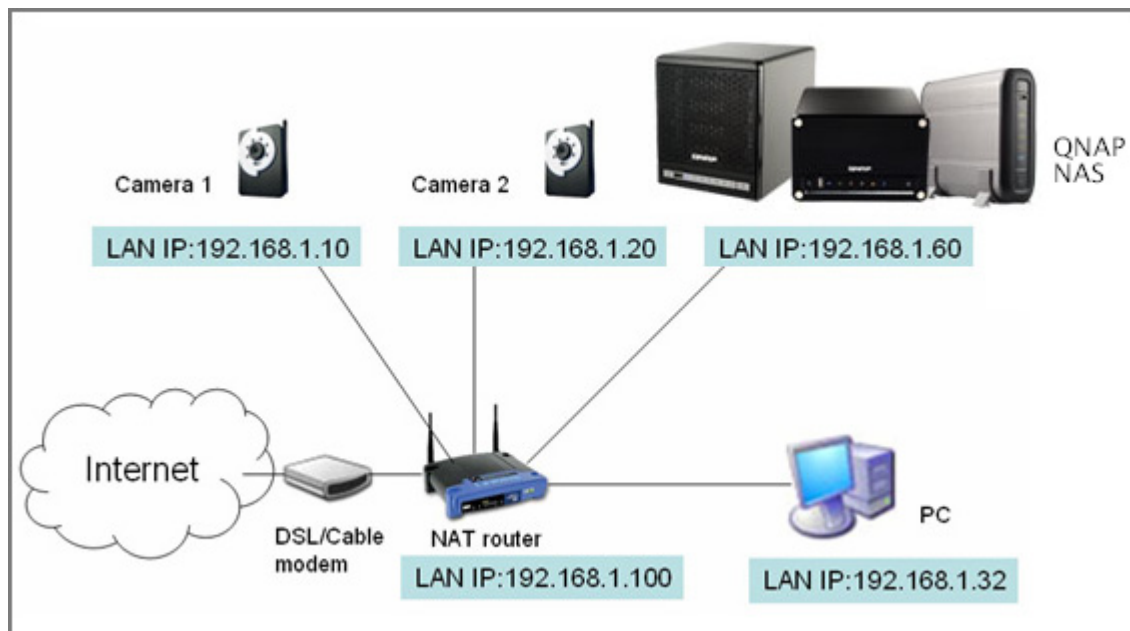 Camera 1
Camera 2
QNAP
NAS
LAN IP:192.168.1.10
LAN IP:192.168.1.20
LAN IP:192.168.1.60
Internet
DSL/Cable
modem
NAT router
PC
LAN IP:192.168.1.100
LAN IP:192.168.1.32